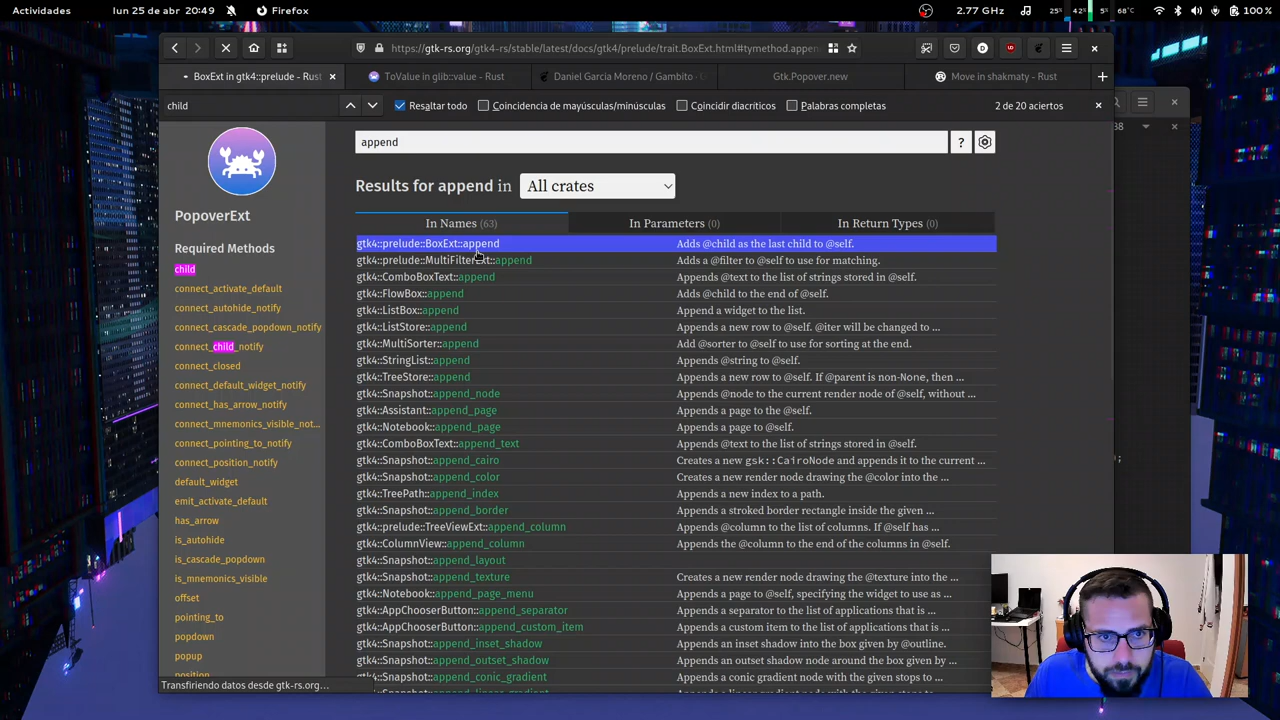 Actividades
Firefox
lun 25 de abr 20:49
2.77 GHz
25%
42%
5%
68°C
100 %
https://gtk-rs.org/gtk4-rs/stable/latest/docs/gtk4/prelude/trait.BoxExt.html#tymethod.appen
BoxExt in gtk4::prelude - Rust
ToValue in glib::value - Rust
Daniel Garcia Moreno / Gambito ·
Gtk.Popover.new
Move in shakmaty - Rust
child
Resaltar todo
Coincidencia de mayúsculas/minúsculas
Coincidir diacríticos
Palabras completas
2 de 20 aciertos
38
append
?
Results for append in
All crates
In Names (63)
In Parameters (0)
In Return Types (0)
PopoverExt
Required Methods
child
connect_activate_default
connect_autohide_notify
connect_cascade_popdown_notify
connect_child_notify
connect_closed
connect_default_widget_notify
connect_has_arrow_notify
connect_mnemonics_visible_not...
connect_pointing_to_notify
connect_position_notify
default_widget
emit_activate_default
has_arrow
is_autohide
is_cascade_popdown
is_mnemonics_visible
offset
pointing_to
popdown
popup
position
gtk4::prelude::BoxExt::append Adds @child as the last child to @self.
gtk4::prelude::MultiFilterExt::append Adds a @filter to @self to use for matching.
gtk4::ComboBoxText::append Appends @text to the list of strings stored in @self.
gtk4::FlowBox::append Adds @child to the end of @self.
gtk4::ListBox::append Append a widget to the list.
gtk4::ListStore::append Appends a new row to @self. @iter will be changed to ...
gtk4::MultiSorter::append Add @sorter to @self to use for sorting at the end.
gtk4::StringList::append Appends @string to @self.
gtk4::TreeStore::append Appends a new row to @self. If @parent is non-None, then ...
gtk4::Snapshot::append_node Appends @node to the current render node of @self, without ...
gtk4::Assistant::append_page Appends a page to the @self.
gtk4::Notebook::append_page Appends a page to @self.
gtk4::ComboBoxText::append_text Appends @text to the list of strings stored in @self.
gtk4::Snapshot::append_cairo Creates a new gsk::CairoNode and appends it to the current ...
gtk4::Snapshot::append_color Creates a new render node drawing the @color into the ...
gtk4::TreePath::append_index Appends a new index to a path.
gtk4::Snapshot::append_border Appends a stroked border rectangle inside the given ...
gtk4::prelude::TreeViewExt::append_column Appends @column to the list of columns. If @self has ...
gtk4::ColumnView::append_column Appends the @column to the end of the columns in @self.
gtk4::Snapshot::append_layout
gtk4::Snapshot::append_texture Creates a new render node drawing the @texture into the ...
gtk4::Notebook::append_page_menu Appends a page to @self, specifying the widget to use as ...
gtk4::AppChooserButton::append_separator Appends a separator to the list of applications that is ...
gtk4::AppChooserButton::append_custom_item Appends a custom item to the list of applications that is ...
gtk4::Snapshot::append_inset_shadow Appends an inset shadow into the box given by @outline.
gtk4::Snapshot::append_outset_shadow Appends an outset shadow node around the box given by ...
gtk4::Snapshot::append_conic_gradient Appends a conic gradient node with the given stops to ...
Transfiriendo datos desde gtk-rs.org...